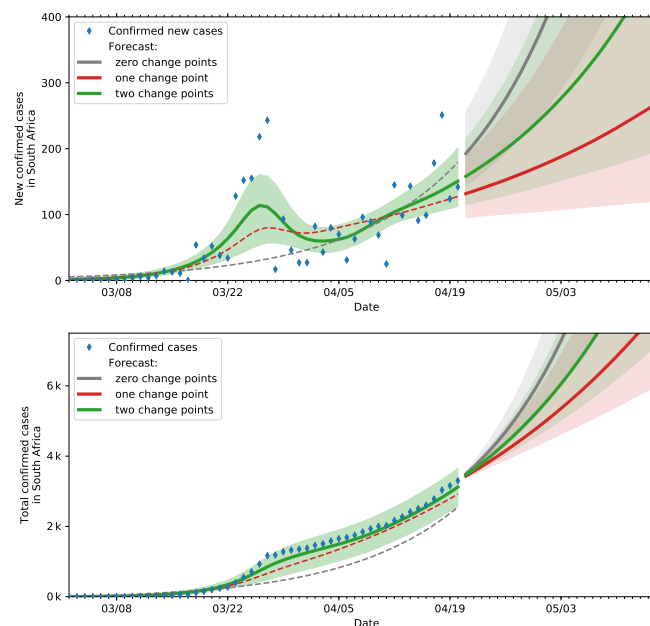 400
300
200
100
0
New confirmed cases
in South Africa
Confirmed new cases
Forecast:
zero change points
one change point
two change points
03/08 03/22 04/05 04/19 05/03
Date
6 k
4 k
2 k
0 k
Total confirmed cases
in South Africa
Confirmed cases
Forecast:
zero change points
one change point
two change points
03/08 03/22 04/05 04/19 05/03
Date